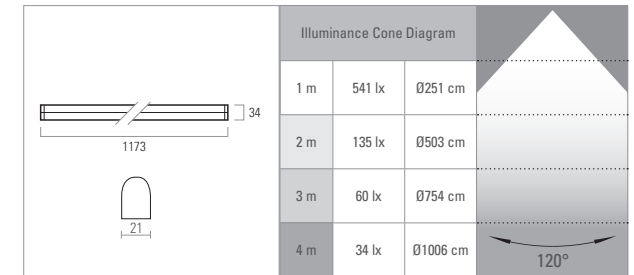 34
1173
21
Illuminance Cone Diagram
1 m 541 lx Ø251 cm
2 m 135 lx Ø503 cm
3 m 60 lx Ø754 cm
4 m 34 lx Ø1006 cm
120°